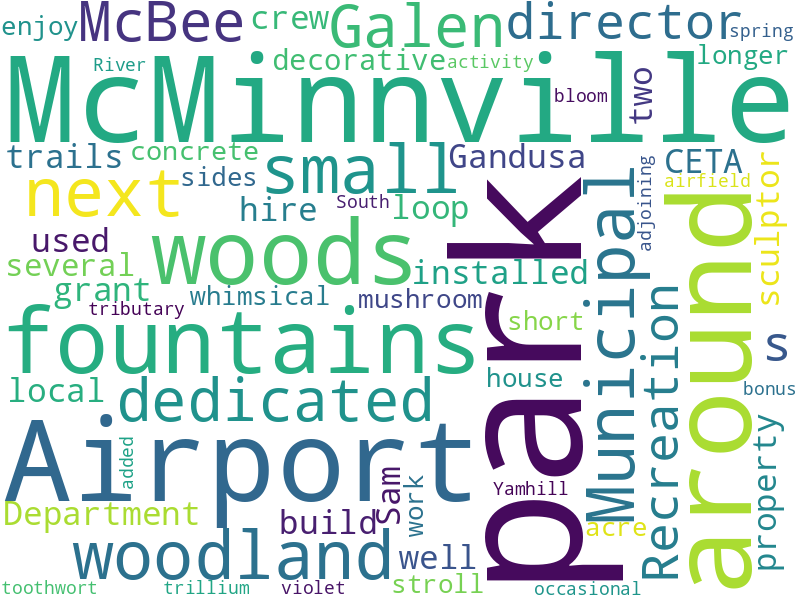 enjoy McBee crew Galen director spring
McMinnville
River decorative activity longer
bloom two
trails concrete small Gandusa CETA
next sides hire South loop adjoining airfield sculptor
used woods park Municipal around
several grant whimsical mushroom installed
tributary fountains short Recreation s
local dedicated house bonus
Airport added Sam work Yamhill property
Department build acre
woodland well
toothwort trillium violet stroll occasional